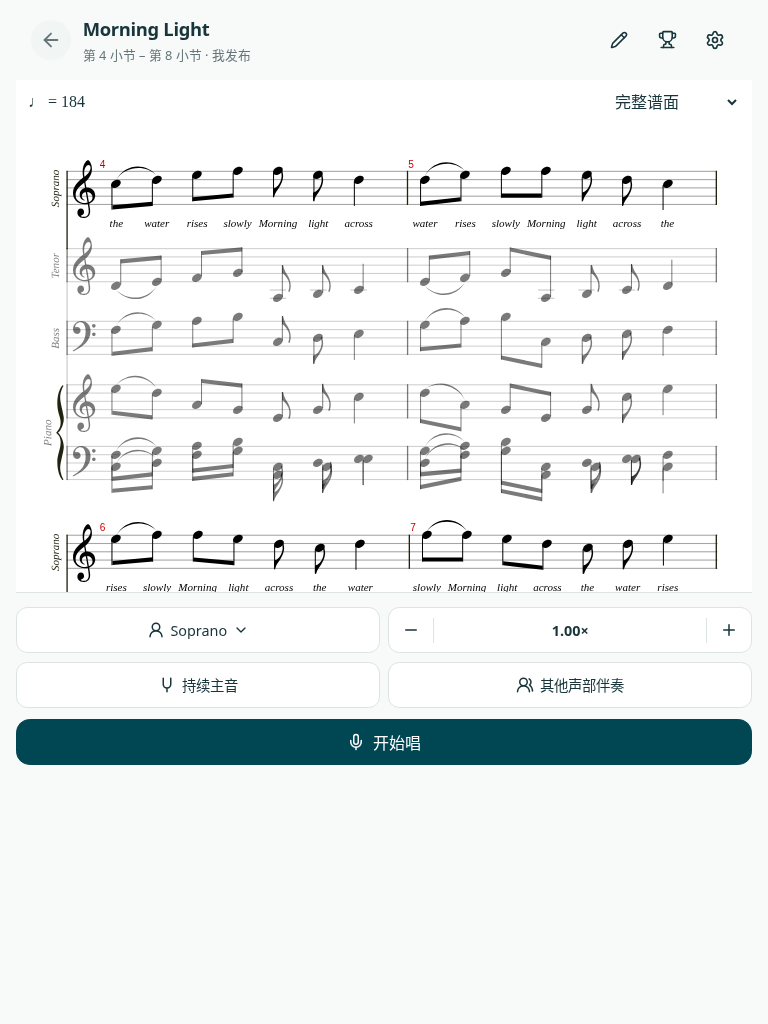 Morning Light
第 4 小节 – 第 8 小节 · 我发布
♩ = 184
完整谱面
4
5
Soprano
the water rises slowly Morning light across water rises slowly Morning light across the
Tenor
Bass
Piano
6
7
Soprano
rises slowly Morning light across the water slowly Morning light across the water rises
Soprano
1.00×
持续主音
其他声部伴奏
开始唱